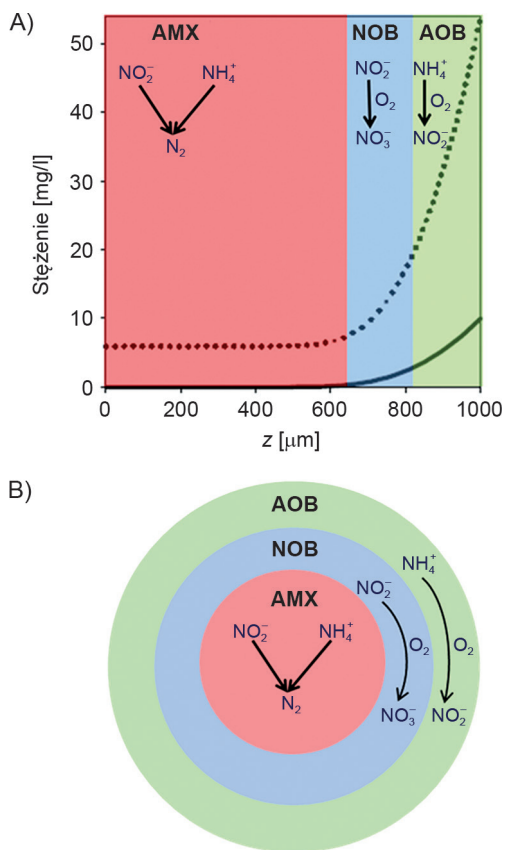 A)
AMX NOB AOB
NO₂⁻ NH₄⁺ NO₂⁻ NH₄⁺
O₂ O₂
N₂ NO₃⁻ NO₂⁻
Stężenie [mg/l]
50
40
30
20
10
0
0 200 400 600 800 1000
z [μm]
B)
AOB
NOB
NH₄⁺
AMX NO₂⁻
NO₂⁻ NH₄⁺ O₂ O₂
N₂ NO₃⁻ NO₂⁻